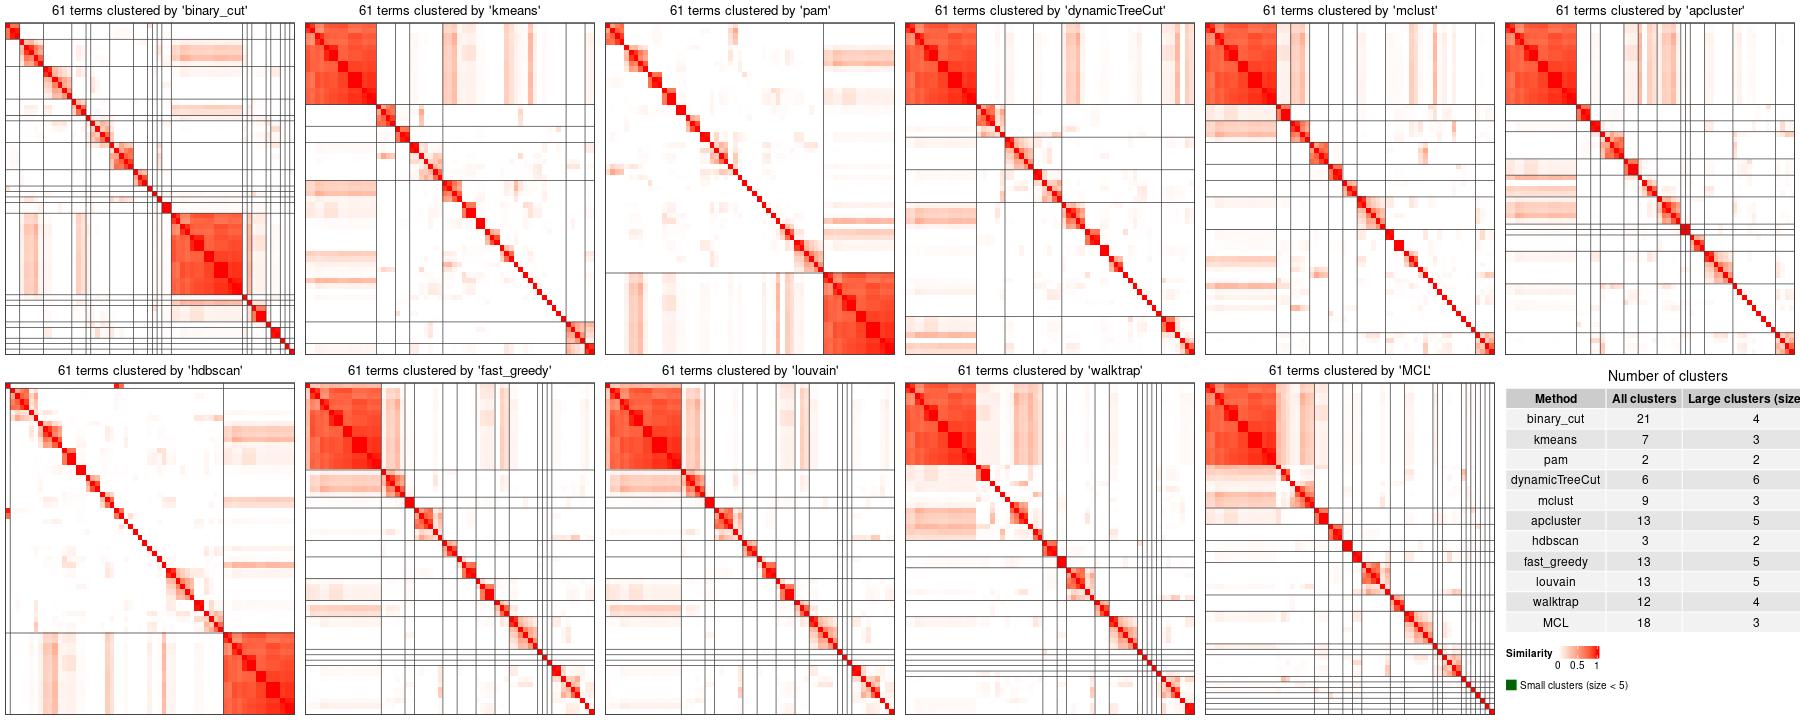 61 terms clustered by 'binary_cut'
61 terms clustered by 'kmeans'
61 terms clustered by 'pam'
61 terms clustered by 'dynamicTreeCut'
61 terms clustered by 'mclust'
61 terms clustered by 'apcluster'
61 terms clustered by 'hdbscan'
61 terms clustered by 'fast_greedy'
61 terms clustered by 'louvain'
61 terms clustered by 'walktrap'
61 terms clustered by 'MCL'
Number of clusters
Method All clusters Large clusters (size
binary_cut 21 4
kmeans 7 3
pam 2 2
dynamicTreeCut 6 6
mclust 9 3
apcluster 13 5
hdbscan 3 2
fast_greedy 13 5
louvain 13 5
walktrap 12 4
MCL 18 3
Similarity
0 0.5 1
Small clusters (size < 5)